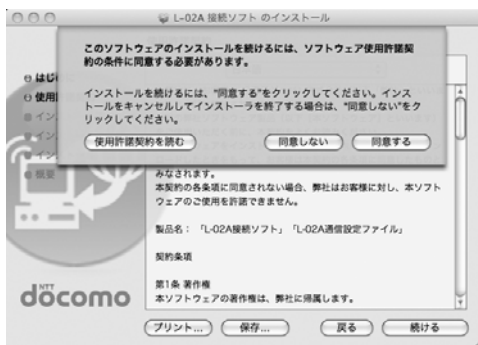 L-02A 接続ソフト のインストール
このソフトウェアのインストールを続けるには、ソフトウェア使用許諾契
約の条件に同意する必要があります。
インストールを続けるには、"同意する"をクリックしてください。インス
トールをキャンセルしてインストーラを終了する場合は、"同意しない"をク
リックしてください。
使用許諾契約を読む
同意しない
同意する
はじ
使用
イン
イン
イン
概要
みなされます。
本契約の各条項に同意されない場合、弊社はお客様に対し、本ソフト
ウェアのご使用を許諾できません。
製品名：「L-02A接続ソフト」「L-02A通信設定ファイル」
契約条項
第1条 著作権
本ソフトウェアの著作権は、弊社に帰属します。
NTT
döcomo
プリント...
保存...
戻る
続ける